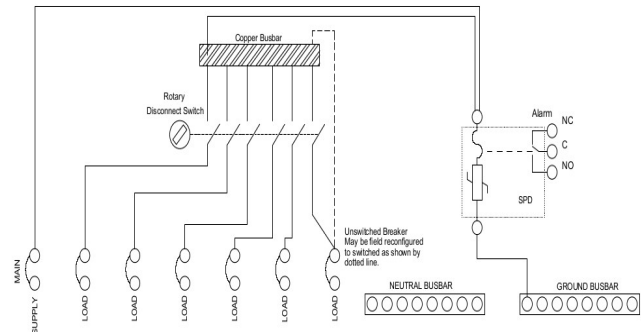 Copper Busbar
Rotary
Disconnect Switch
Alarm
NC
C
NO
SPD
Unswitched Breaker
May be field reconfigured
to switched as shown by
dotted line.
NEUTRAL BUSBAR
GROUND BUSBAR
MAIN
SUPPLY
LOAD
LOAD
LOAD
LOAD
LOAD
LOAD